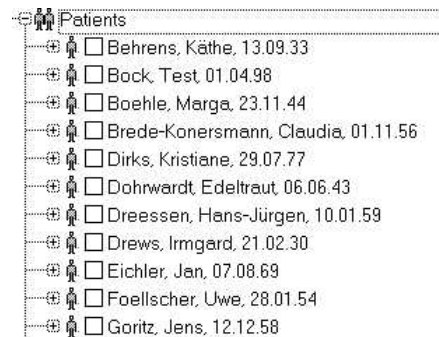 Patients
Behrens, Käthe, 13.09.33
Bock, Test, 01.04.98
Boehle, Marga, 23.11.44
Brede-Konersmann, Claudia, 01.11.56
Dirks, Kristiane, 29.07.77
Dohrwardt, Edeltraut, 06.06.43
Dreessen, Hans-Jürgen, 10.01.59
Drews, Irmgard, 21.02.30
Eichler, Jan, 07.08.69
Foellscher, Uwe, 28.01.54
Goritz, Jens, 12.12.58